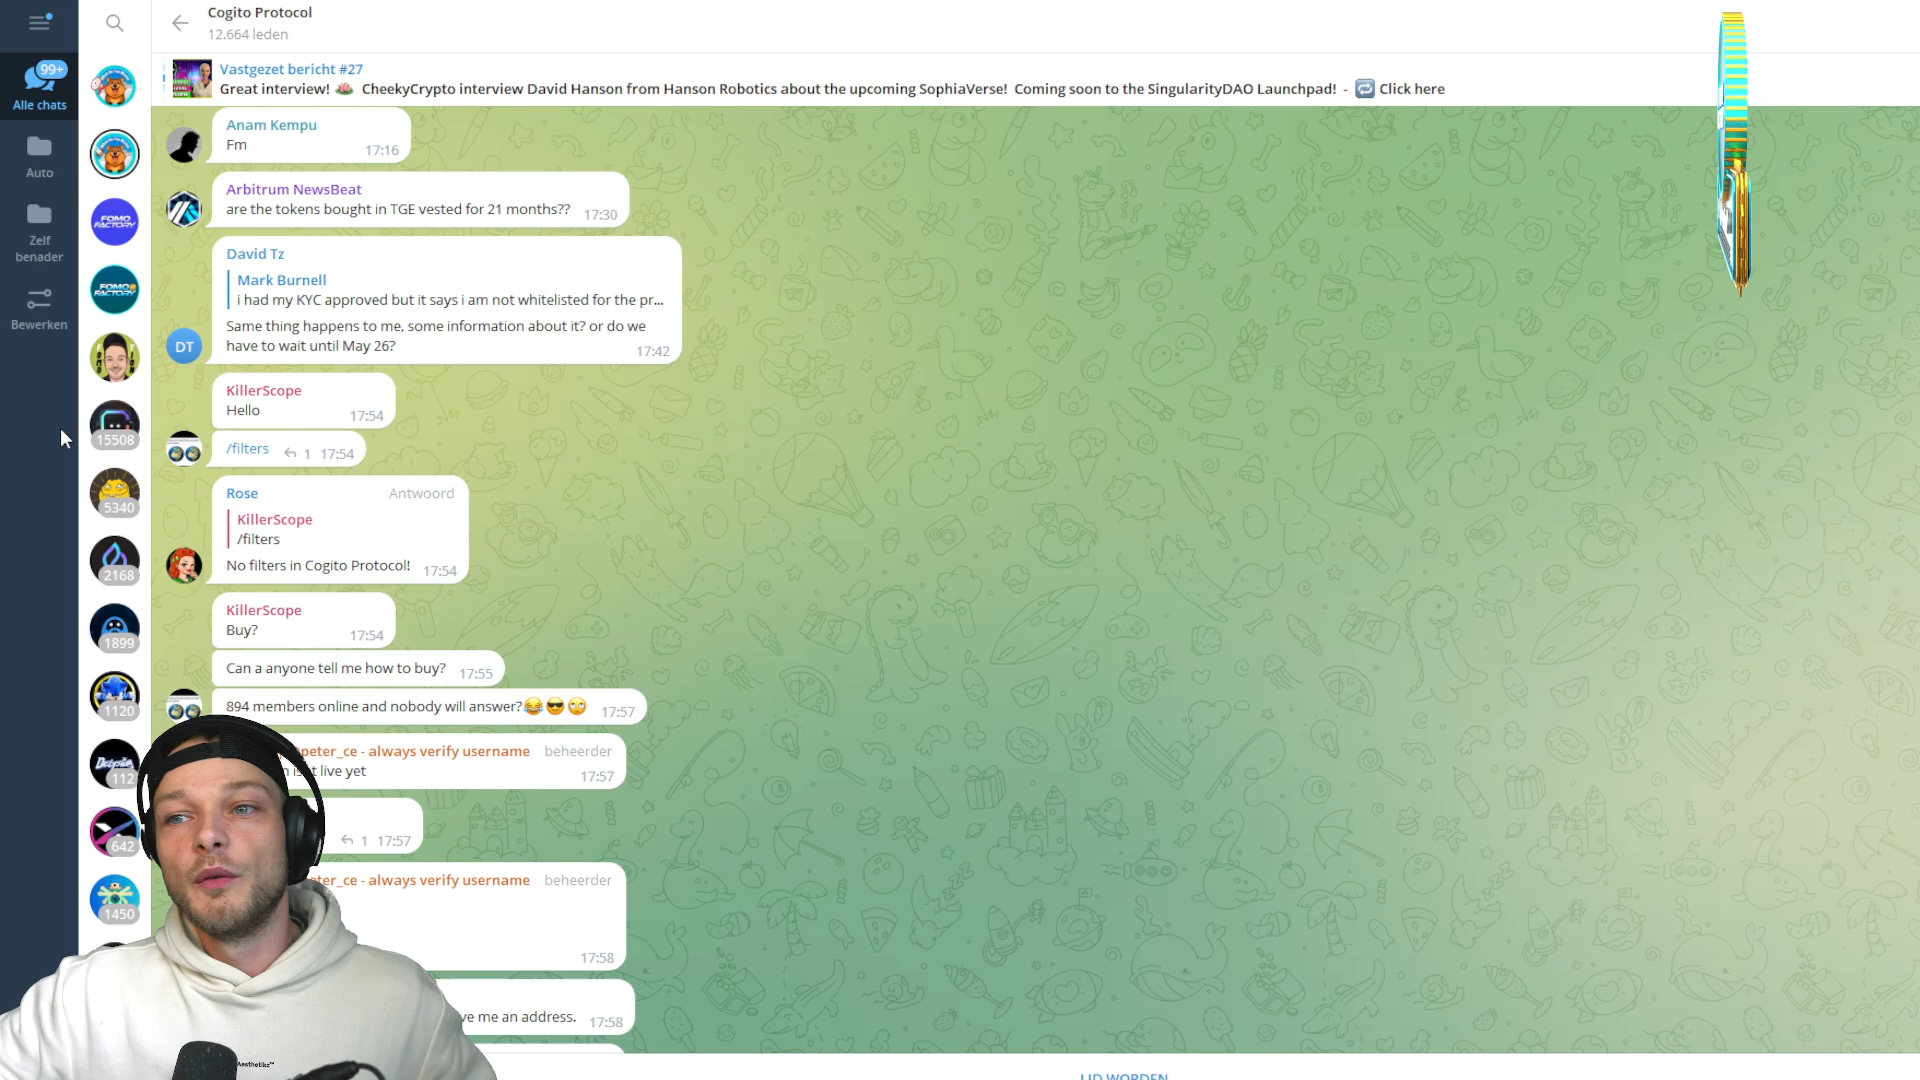 Cogito Protocol
12.664 leden
Vastgezet bericht #27
Great interview! CheekyCrypto interview David Hanson from Hanson Robotics about the upcoming SophiaVerse! Coming soon to the SingularityDAO Launchpad! - Click here
99+
Alle chats
Auto
Zelf
benader
Bewerken
FOMO
FACTORY
FOMO
FACTORY
15508
5340
2168
1899
1120
112
642
1450
Anam Kempu
Fm
17:16
Arbitrum NewsBeat
are the tokens bought in TGE vested for 21 months?? 17:30
David Tz
Mark Burnell
i had my KYC approved but it says i am not whitelisted for the pr...
Same thing happens to me, some information about it? or do we
have to wait until May 26?
17:42
DT
KillerScope
Hello
17:54
/filters 1 17:54
Rose Antwoord
KillerScope
/filters
No filters in Cogito Protocol! 17:54
KillerScope
Buy?
17:54
Can a anyone tell me how to buy? 17:55
894 members online and nobody will answer?😂😎🙄 17:57
peter_ce - always verify username beheerder
live yet
17:57
1 17:57
ter_ce - always verify username beheerder
17:58
ve me an address. 17:58
Aesthetikz™
LID WORDEN